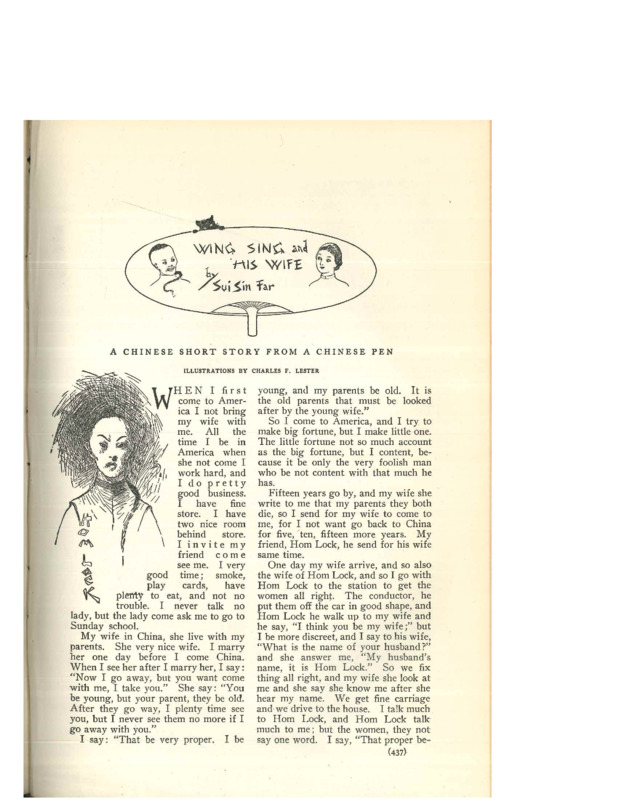 WING SING and
HIS WIFE
by
Sui Sin Far
A CHINESE SHORT STORY FROM A CHINESE PEN
ILLUSTRATIONS BY CHARLES F. LESTER
WHEN I first
come to Amer-
ica I not bring
my wife with
me. All the
time I be in
America when
she not come I
work hard, and
I do pretty
good business.
I have fine
store. I have
two nice room
behind store.
I invite my
friend come
see me. I very
good time; smoke,
play cards, have
plenty to eat, and not no
trouble. I never talk no
lady, but the lady come ask me to go to
Sunday school.
My wife in China, she live with my
parents. She very nice wife. I marry
her one day before I come China.
When I see her after I marry her, I say:
"Now I go away, but you want come
with me, I take you." She say: "You
be young, but your parent, they be old.
After they go way, I plenty time see
you, but I never see them no more if I
go away with you."
I say: "That be very proper. I be
HOM LOCK
young, and my parents be old. It is
the old parents that must be looked
after by the young wife."
So I come to America, and I try to
make big fortune, but I make little one.
The little fortune not so much account
as the big fortune, but I content, be-
cause it be only the very foolish man
who be not content with that much he
has.
Fifteen years go by, and my wife she
write to me that my parents they both
die, so I send for my wife to come to
me, for I not want go back to China
for five, ten, fifteen more years. My
friend, Hom Lock, he send for his wife
same time.
One day my wife arrive, and so also
the wife of Hom Lock, and so I go with
Hom Lock to the station to get the
women all right. The conductor, he
put them off the car in good shape, and
Hom Lock he walk up to my wife and
he say, "I think you be my wife;" but
I be more discreet, and I say to his wife,
"What is the name of your husband?"
and she answer me, "My husband's
name, it is Hom Lock." So we fix
thing all right, and my wife she look at
me and she say she know me after she
hear my name. We get fine carriage
and we drive to the house. I talk much
to Hom Lock, and Hom Lock talk
much to me; but the women, they not
say one word. I say, "That proper be-
(437)